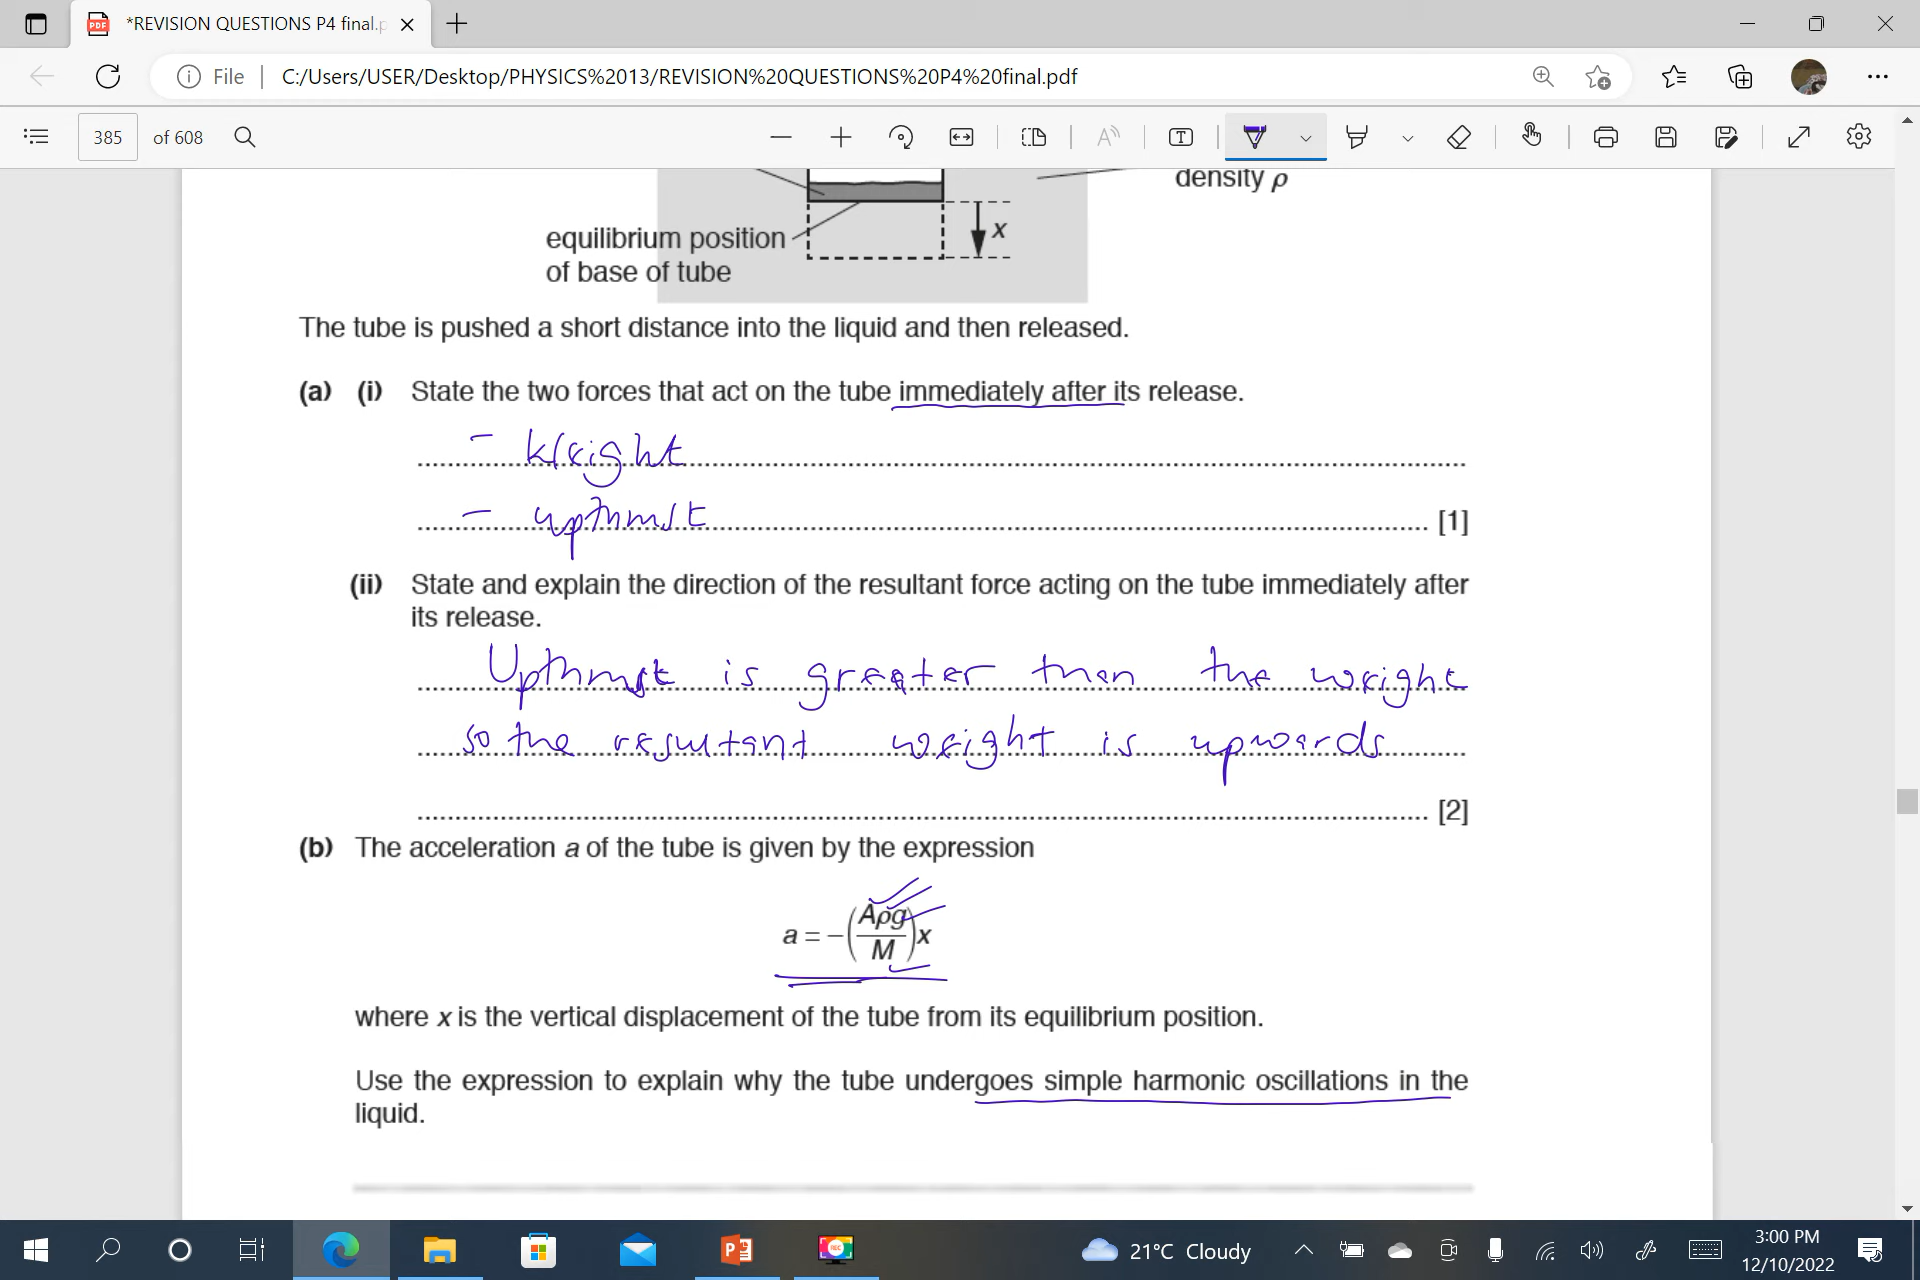 *REVISION QUESTIONS P4 final.p
File C:/Users/USER/Desktop/PHYSICS%2013/REVISION%20QUESTIONS%20P4%20final.pdf
385 of 608
density ρ
x
equilibrium position
of base of tube
The tube is pushed a short distance into the liquid and then released.
(a) (i) State the two forces that act on the tube immediately after its release.
– Weight
– upthrust [1]
(ii) State and explain the direction of the resultant force acting on the tube immediately after
its release.
Upthrust is greater than the weight
so the resultant weight is upwards
[2]
(b) The acceleration a of the tube is given by the expression
a = –(Aρg/M)x
where x is the vertical displacement of the tube from its equilibrium position.
Use the expression to explain why the tube undergoes simple harmonic oscillations in the
liquid.
21°C Cloudy
3:00 PM
12/10/2022